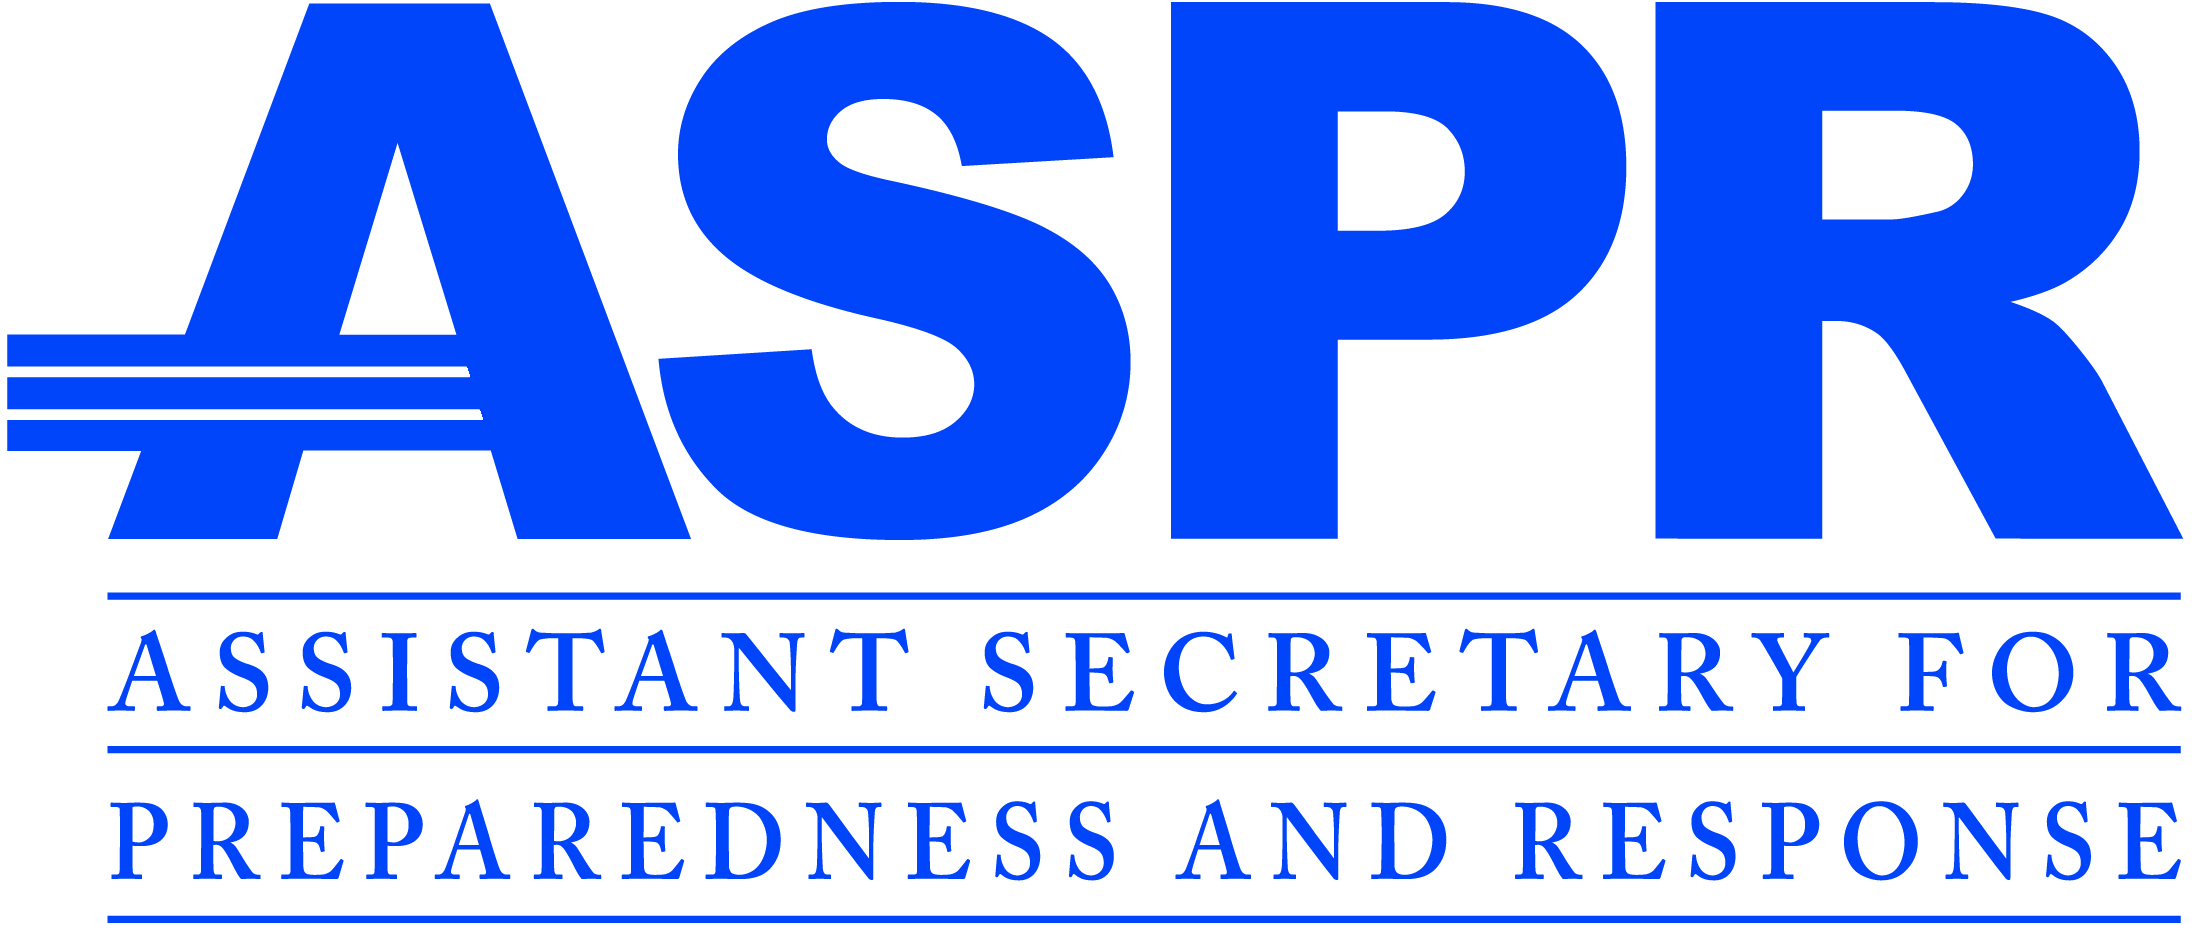 ASPR
ASSISTANT SECRETARY FOR
PREPAREDNESS AND RESPONSE